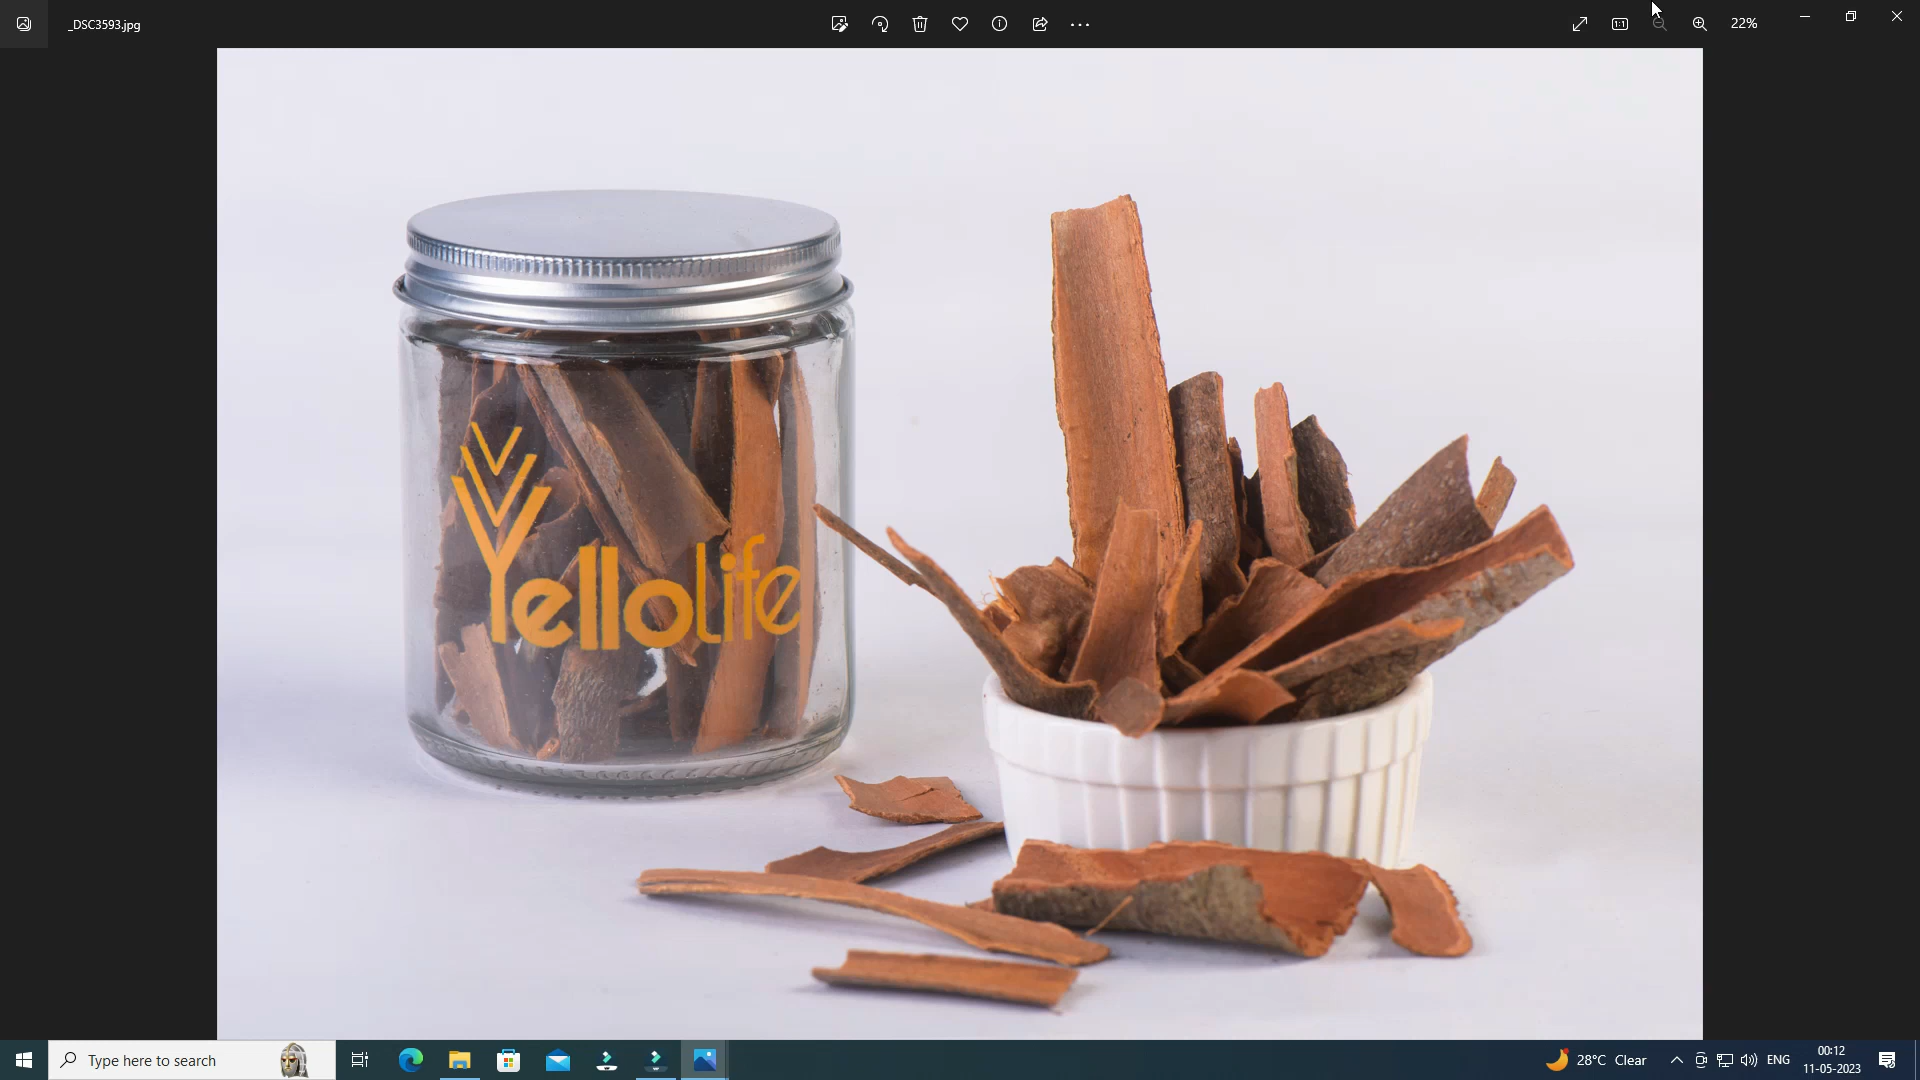 _DSC3593.jpg
22%
Yellolife
Type here to search
28°C Clear
ENG
00:12
11-05-2023